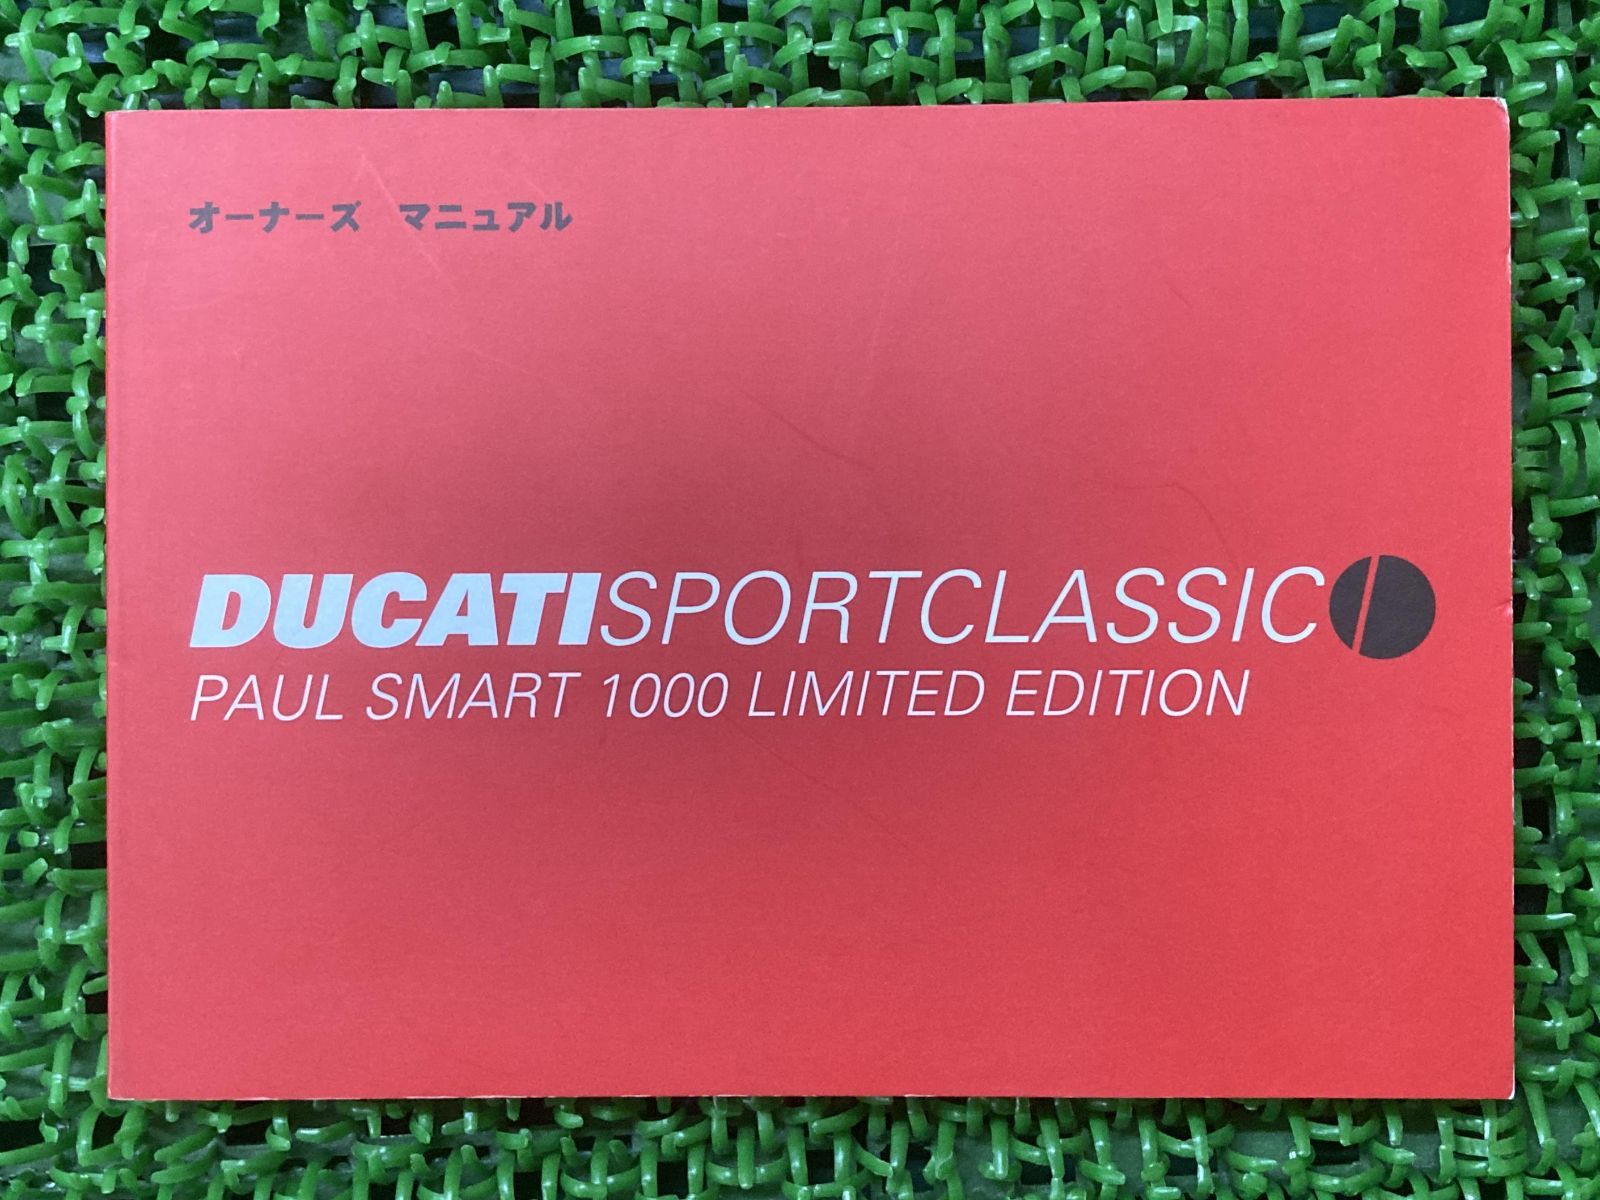 オーナーズ　マニュアル
DUCATISPORTCLASSIC
PAUL SMART 1000 LIMITED EDITION